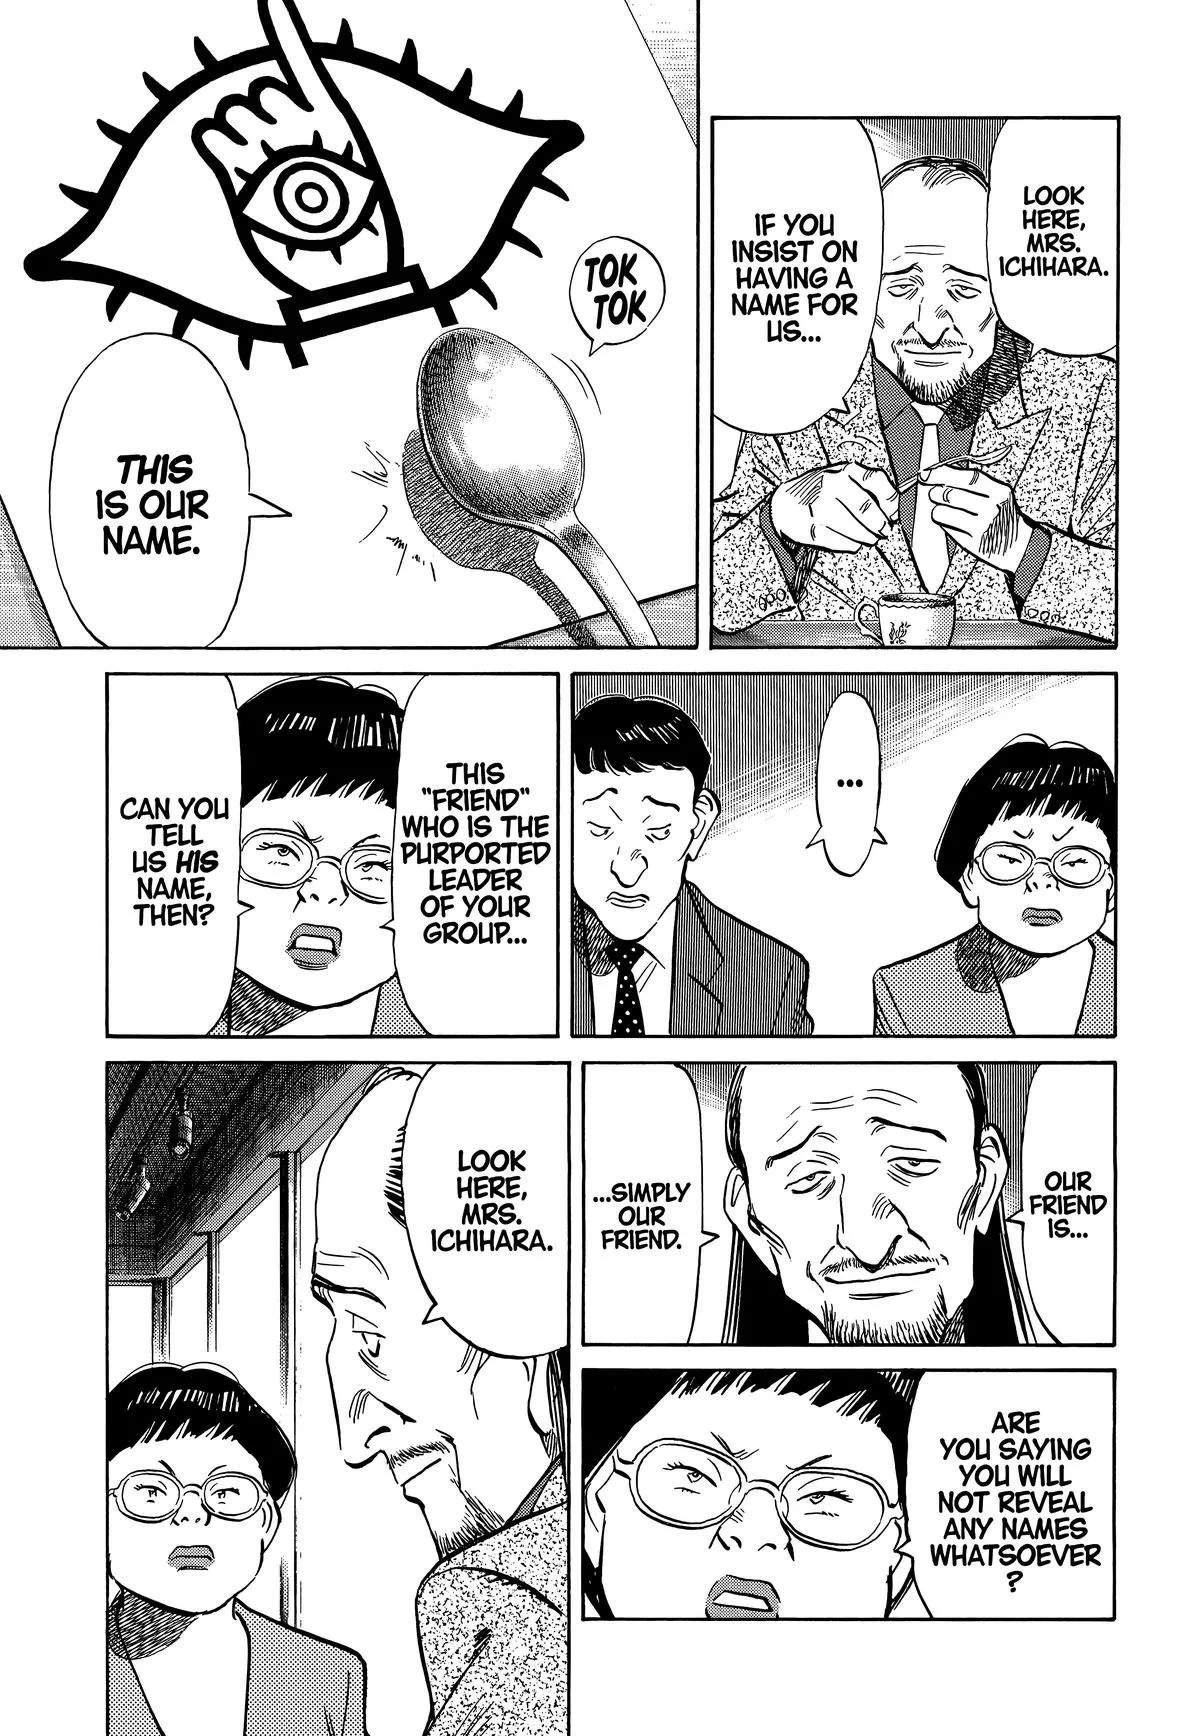 LOOK
HERE,
MRS.
ICHIHARA.
IF YOU
INSIST ON
HAVING A
NAME FOR
US...
TOK
TOK
THIS
IS OUR
NAME.
...
THIS
"FRIEND"
WHO IS THE
PURPORTED
LEADER
OF YOUR
GROUP...
CAN YOU
TELL
US HIS
NAME,
THEN?
OUR
FRIEND
IS...
...SIMPLY
OUR
FRIEND.
ARE
YOU SAYING
YOU WILL
NOT REVEAL
ANY NAMES
WHATSOEVER
?
LOOK
HERE,
MRS.
ICHIHARA.